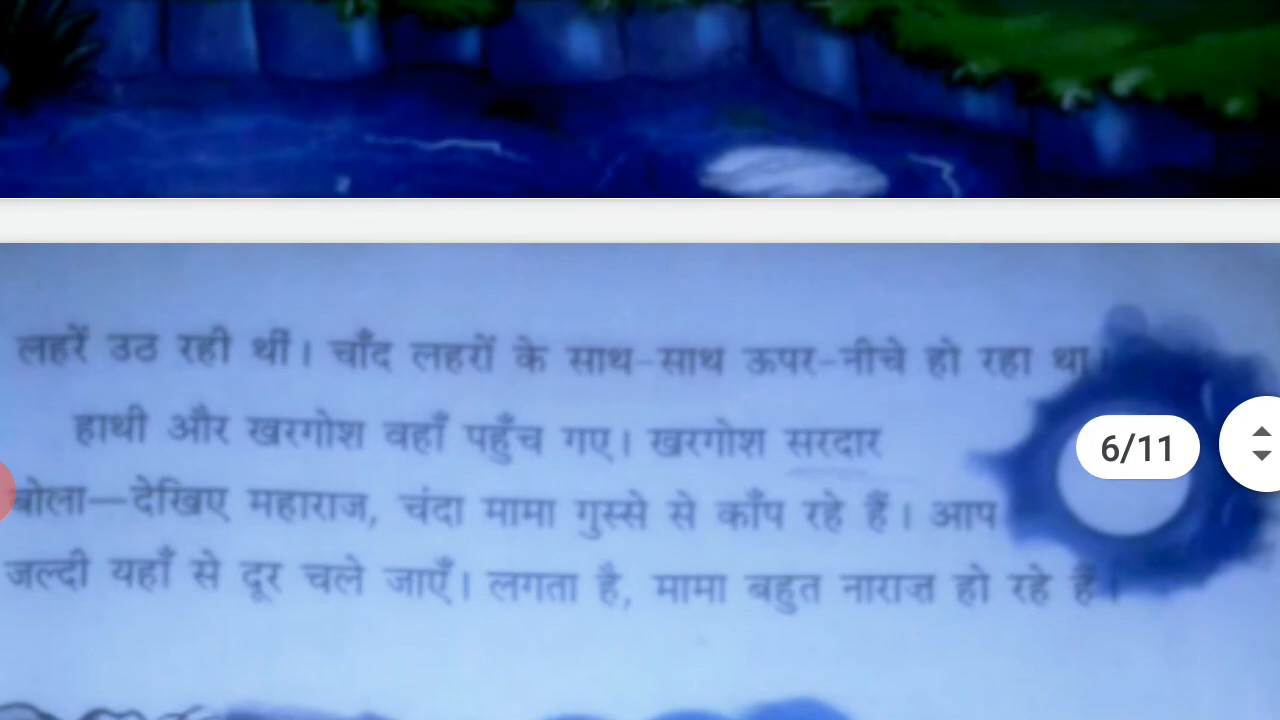 लहरें उठ रही थीं। चाँद लहरों के साथ-साथ ऊपर-नीचे हो रहा था।
हाथी और खरगोश वहाँ पहुँच गए। खरगोश सरदार
6/11
बोला—देखिए महाराज, चंदा मामा गुस्से से काँप रहे हैं। आप
जल्दी यहाँ से दूर चले जाएँ। लगता है, मामा बहुत नाराज़ हो रहे हैं।